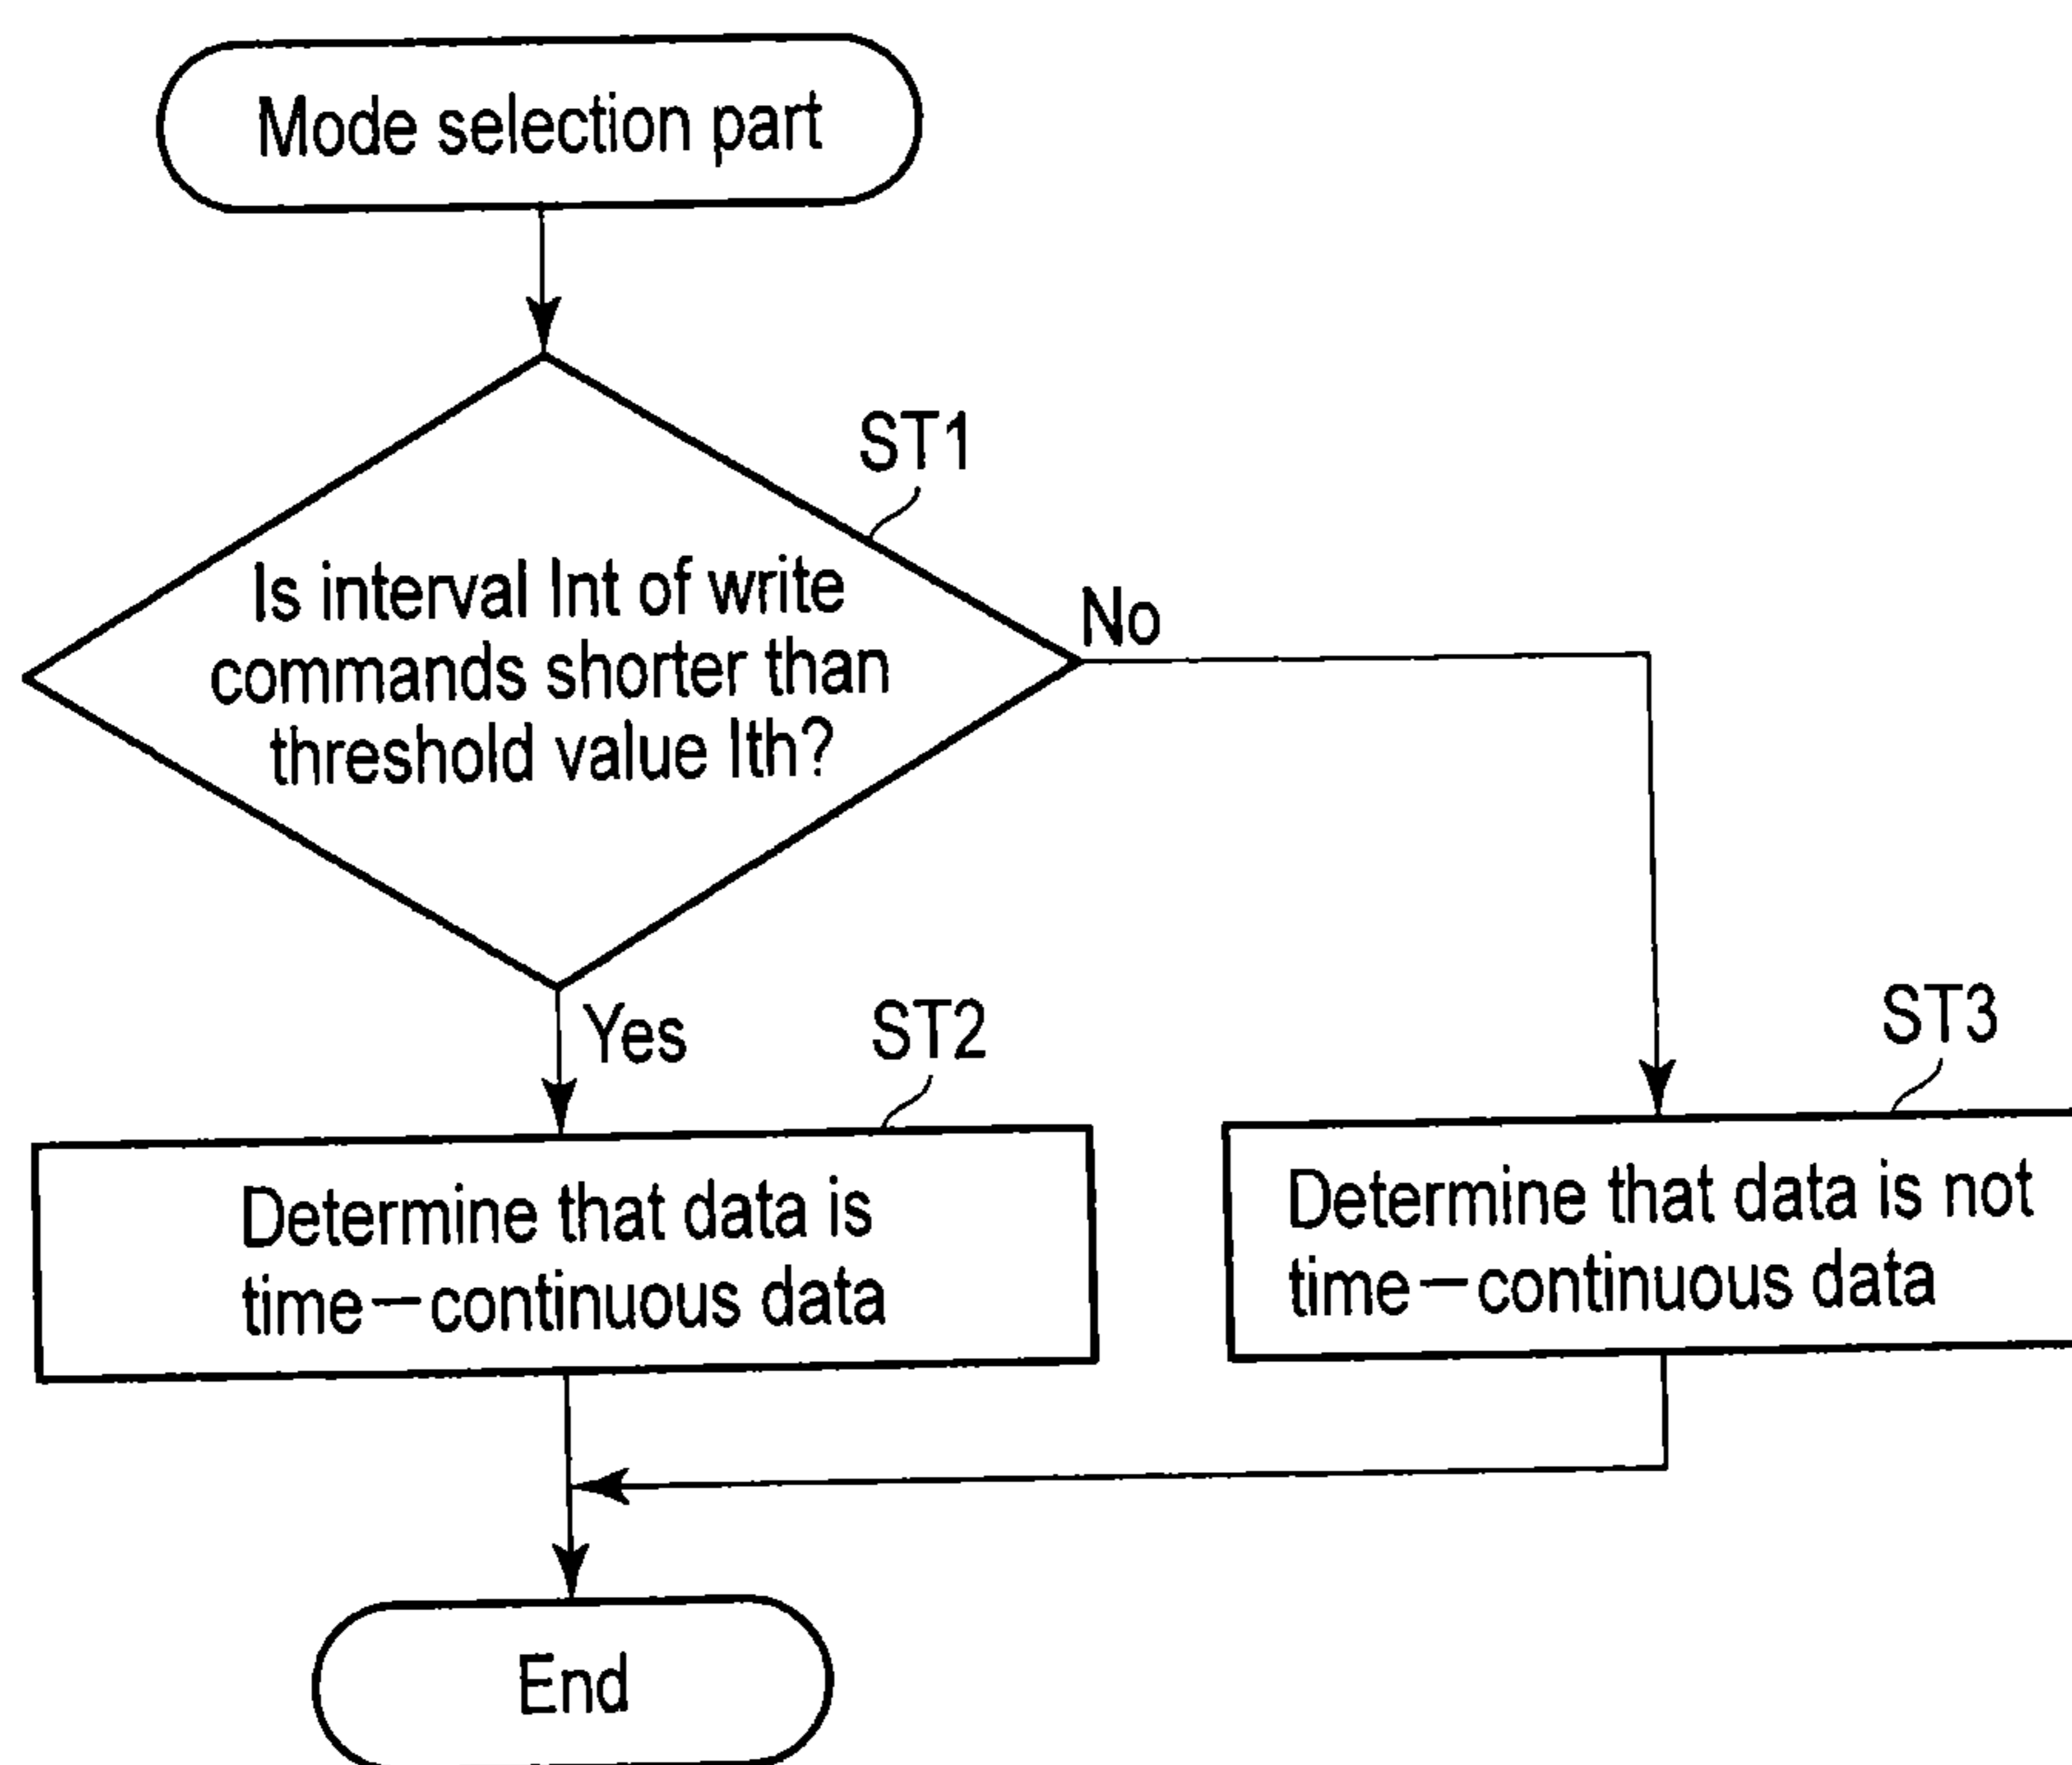 Mode selection part
ST1
Is interval Int of write
commands shorter than
threshold value Ith?
No
Yes
ST2
ST3
Determine that data is
time—continuous data
Determine that data is not
time—continuous data
End